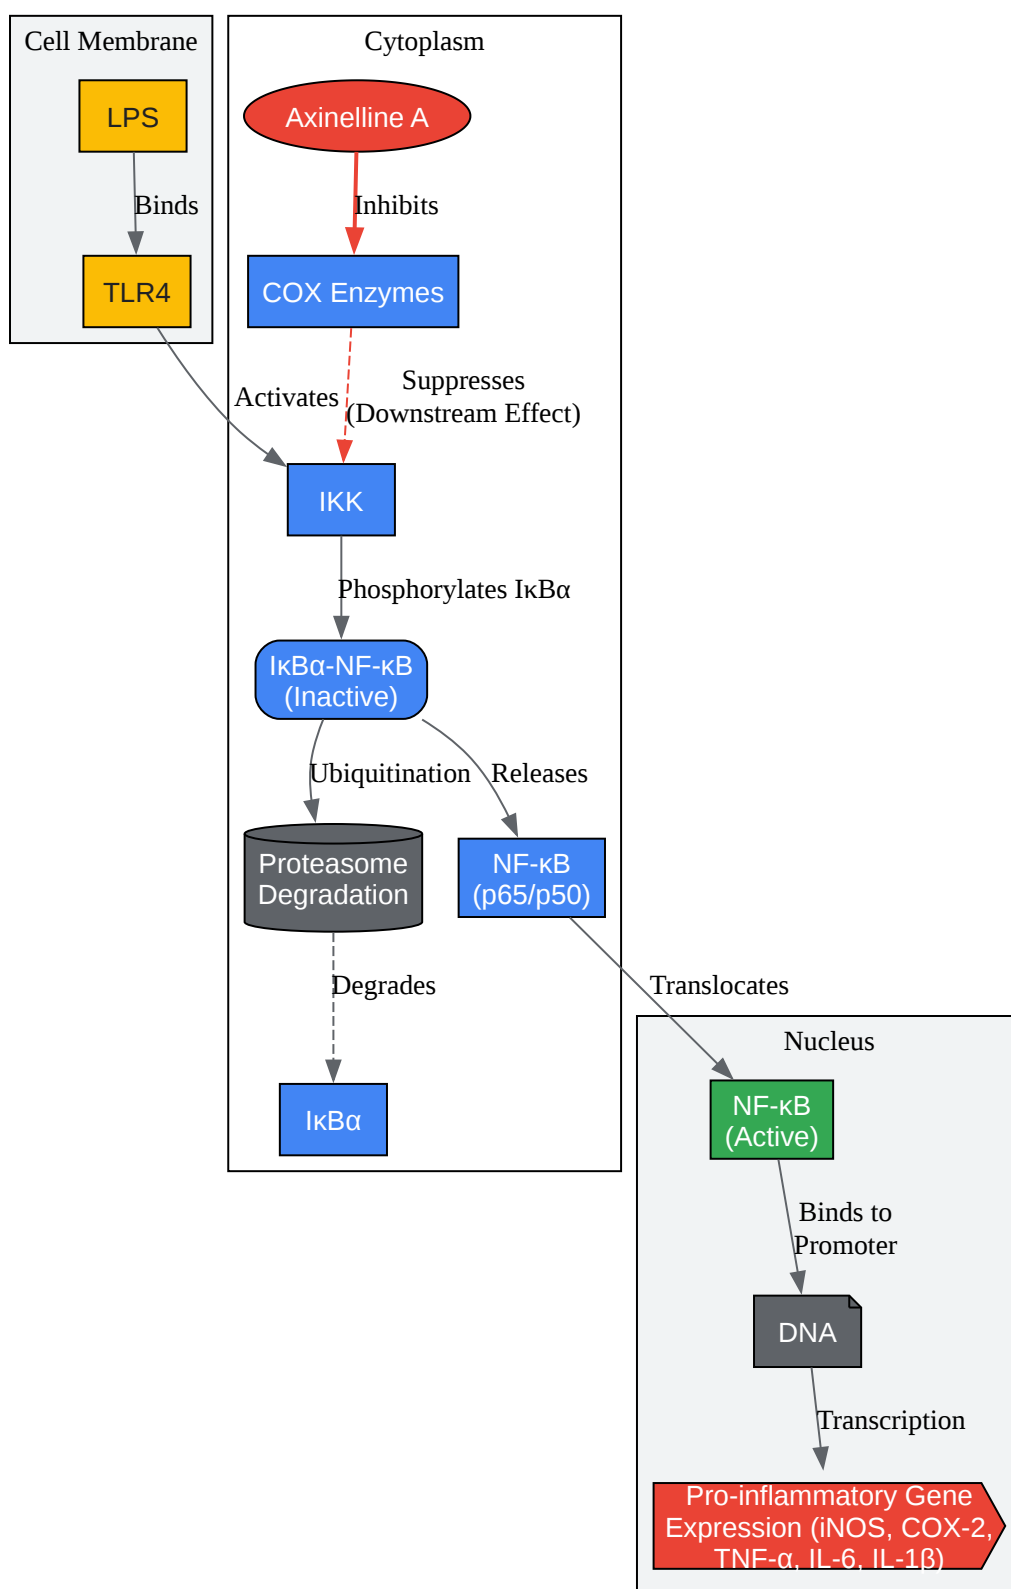 Cell Membrane
LPS
Binds
TLR4
Cytoplasm
Axinelline A
Inhibits
COX Enzymes
Activates
Suppresses
(Downstream Effect)
IKK
Phosphorylates IκBα
IκBα-NF-κB
(Inactive)
Ubiquitination
Releases
Proteasome
Degradation
NF-κB
(p65/p50)
Degrades
IκBα
Translocates
Nucleus
NF-κB
(Active)
Binds to
Promoter
DNA
Transcription
Pro-inflammatory Gene
Expression (iNOS, COX-2,
TNF-α, IL-6, IL-1β)